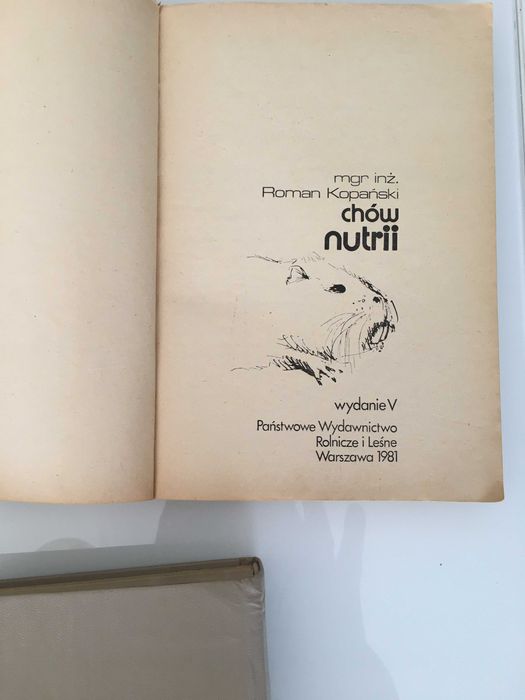 mgr inż.
Roman Kopański
chów
nutrii
wydanie V
Państwowe Wydawnictwo
Rolnicze i Leśne
Warszawa 1981